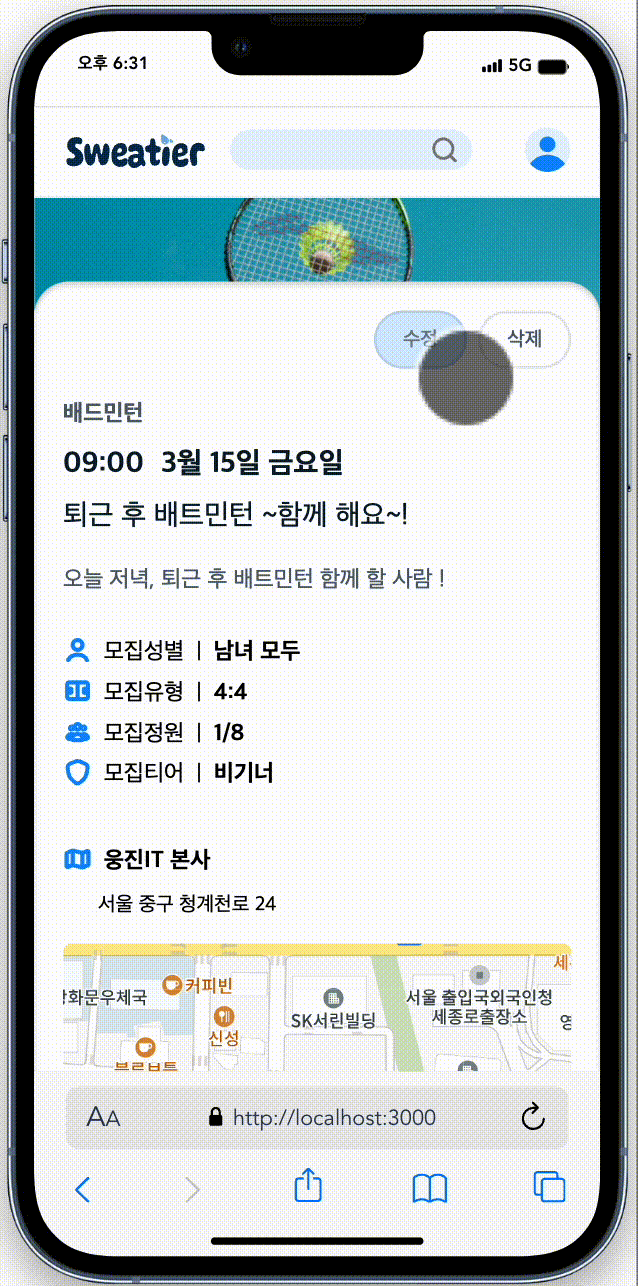 오후 6:31
5G
Sweatier
수정 삭제
배드민턴
09:00 3월 15일 금요일
퇴근 후 배트민턴 ~함께 해요~!
오늘 저녁, 퇴근 후 배트민턴 함께 할 사람 !
모집성별 | 남녀 모두
모집유형 | 4:4
모집정원 | 1/8
모집티어 | 비기너
웅진IT 본사
서울 중구 청계천로 24
커피빈
화문우체국
신성
SK서린빌딩
서울 출입국외국인청
세종로출장소
AA
http://localhost:3000